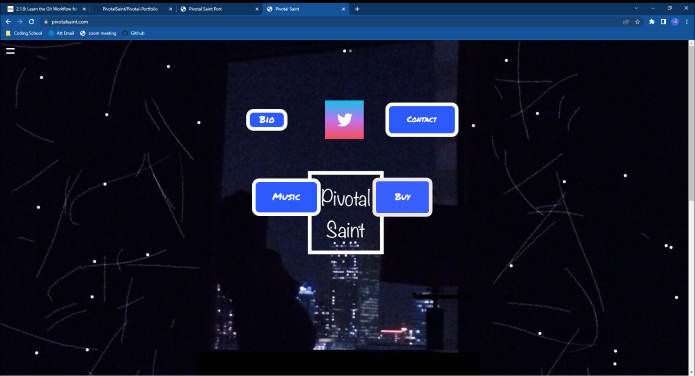 2.1.8: Learn the Git Workflow for
PivotalSaint/Pivotal-Portfolio
Pivotal Saint Port
Pivotal Saint
pivotalsaint.com
Coding School
Att Email
zoom meeting
Github
Bio
Contact
Music
Pivotal
Saint
Buy